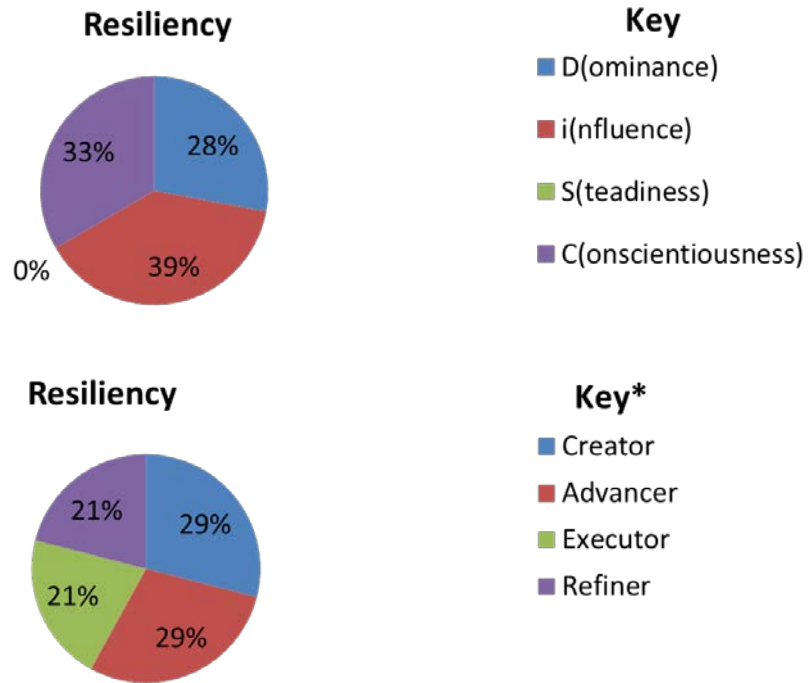 Resiliency
28%
39%
0%
33%
Key
D(ominance)
i(nfluence)
S(teadiness)
C(onscientiousness)
Resiliency
29%
29%
21%
21%
Key*
Creator
Advancer
Executor
Refiner